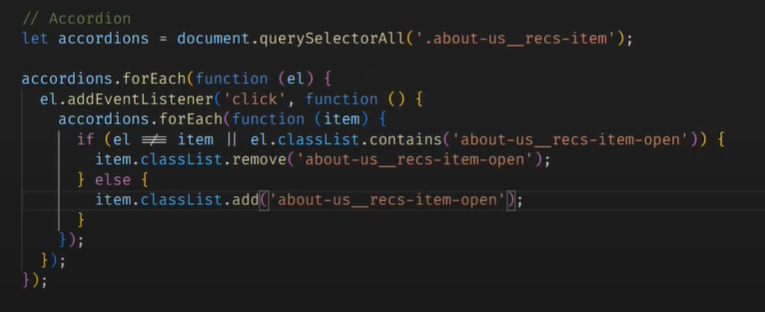 // Accordion
let accordions = document.querySelectorAll('.about-us__recs-item');
accordions.forEach(function (el) {
el.addEventListener('click', function () {
accordions.forEach(function (item) {
if (el !== item || el.classList.contains('about-us__recs-item-open')) {
item.classList.remove('about-us__recs-item-open');
} else {
item.classList.add('about-us__recs-item-open');
}
});
});
});